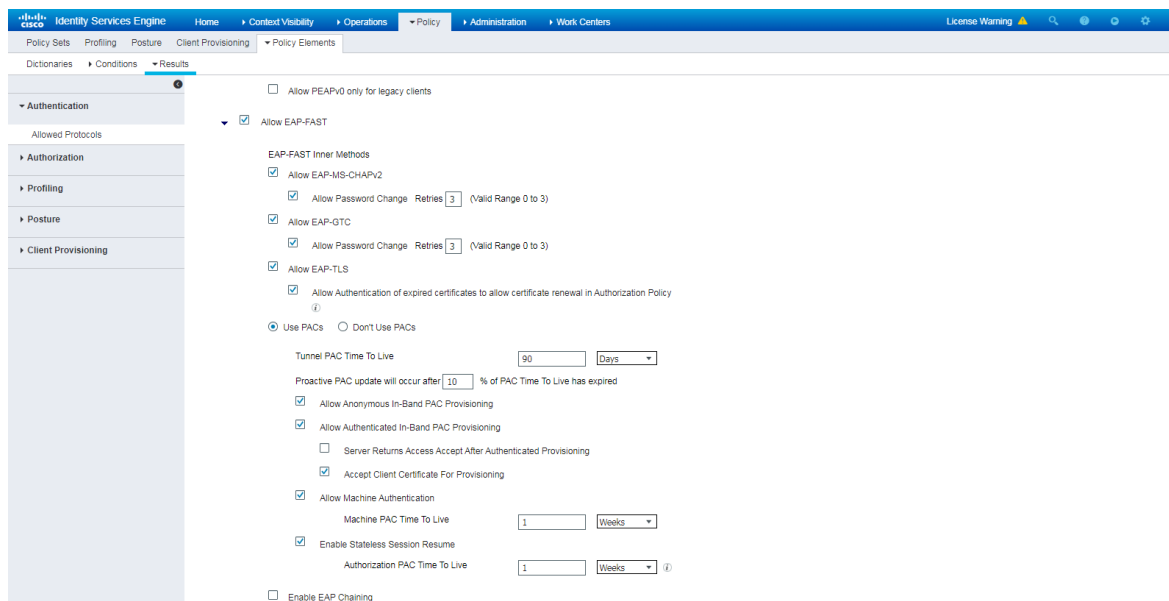 CISCO Identity Services Engine Home Context Visibility Operations Policy Administration Work Centers License Warning
Policy Sets Profiling Posture Client Provisioning Policy Elements
Dictionaries Conditions Results
Authentication
Allowed Protocols
Authorization
Profiling
Posture
Client Provisioning
Allow PEAPv0 only for legacy clients
Allow EAP-FAST
EAP-FAST Inner Methods
Allow EAP-MS-CHAPv2
Allow Password Change Retries 3 (Valid Range 0 to 3)
Allow EAP-GTC
Allow Password Change Retries 3 (Valid Range 0 to 3)
Allow EAP-TLS
Allow Authentication of expired certificates to allow certificate renewal in Authorization Policy
i
Use PACs Don't Use PACs
Tunnel PAC Time To Live 90 Days
Proactive PAC update will occur after 10 % of PAC Time To Live has expired
Allow Anonymous In-Band PAC Provisioning
Allow Authenticated In-Band PAC Provisioning
Server Returns Access Accept After Authenticated Provisioning
Accept Client Certificate For Provisioning
Allow Machine Authentication
Machine PAC Time To Live 1 Weeks
Enable Stateless Session Resume
Authorization PAC Time To Live 1 Weeks i
Enable EAP Chaining